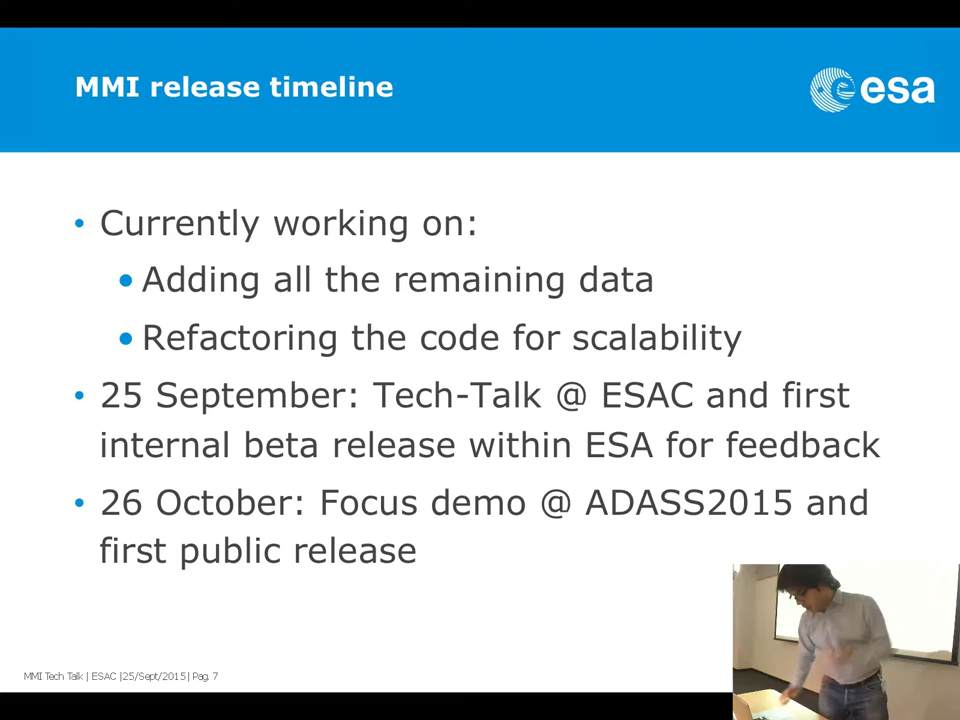 MMI release timeline
esa
• Currently working on:
• Adding all the remaining data
• Refactoring the code for scalability
• 25 September: Tech-Talk @ ESAC and first
internal beta release within ESA for feedback
• 26 October: Focus demo @ ADASS2015 and
first public release
MMI Tech Talk | ESAC |25/Sept/2015| Pag. 7